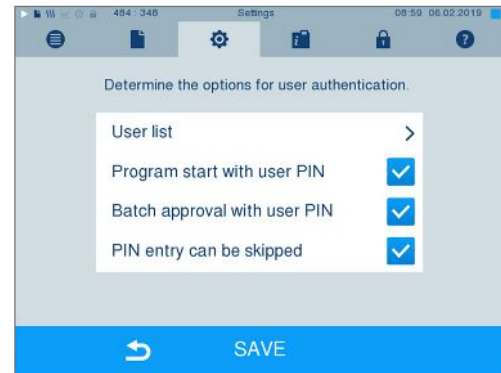 484 : 348 Settings 08:59 06.02.2019
Determine the options for user authentication.
User list
Program start with user PIN
Batch approval with user PIN
PIN entry can be skipped
SAVE